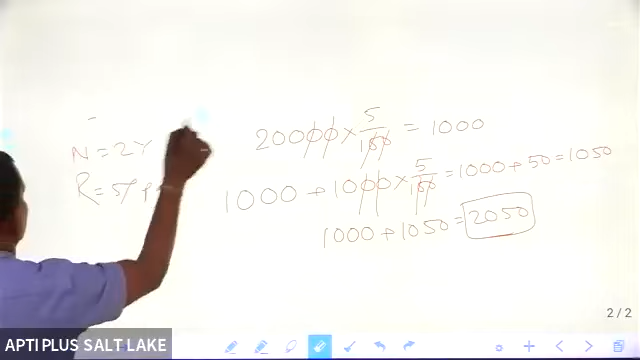 N = 2Y
20000 × 5/100 = 1000
R = 5% P
1000 + 1000 × 5/100 = 1000 + 50 = 1050
1000 + 1050 = 2050
2 / 2
APTI PLUS SALT LAKE